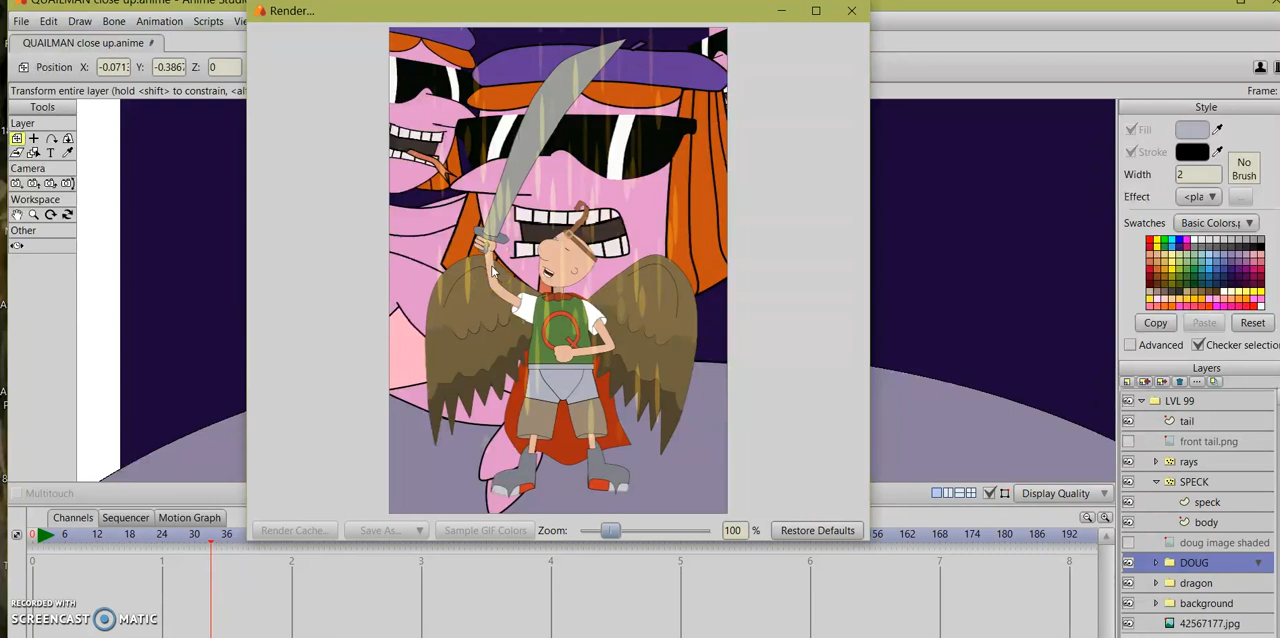 QUAILMAN close up.anime - Anime Studio
Render...
File Edit Draw Bone Animation Scripts
QUAILMAN close up.anime
Position X: -0.071 Y: -0.386 Z: 0
Transform entire layer (hold <shift> to constrain,
Frame:
Tools
Layer
Camera
Workspace
Other
Style
Fill
Stroke
No Brush
Width 2
Effect <pla
Swatches Basic Colors.
Copy Paste Reset
Advanced Checker selectio
Layers
LVL 99
tail
front tail.png
rays
SPECK
speck
body
doug image shaded
DOUG
dragon
background
42567177.jpg
Q
Multitouch
Display Quality
Channels Sequencer Motion Graph
Render Cache... Save As... Sample GIF Colors Zoom: 100 % Restore Defaults
0 6 12 18 24 30 36 156 162 168 174 180 186 192
0 1 2 3 4 5 6 7 8
RECORDED WITH
SCREENCAST MATIC